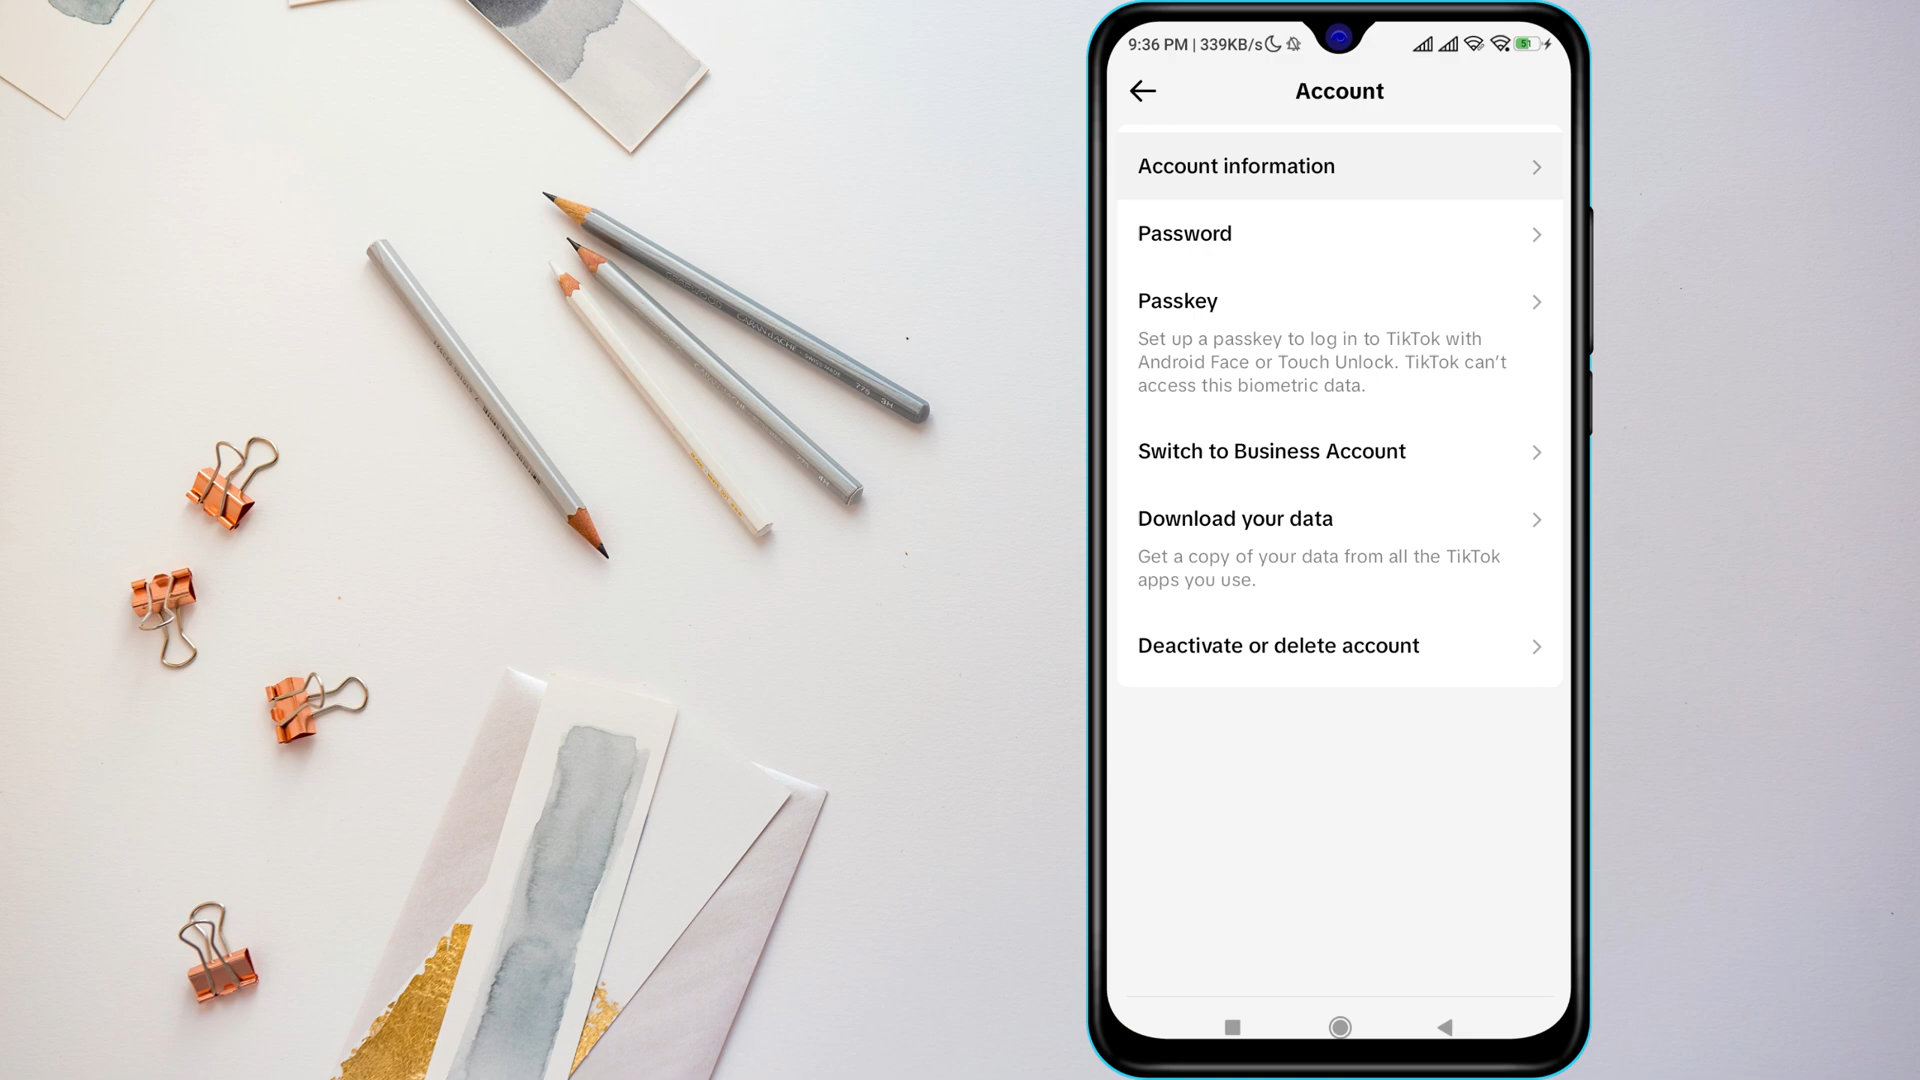 9:36 PM | 339KB/s
51
Account
Account information
Password
Passkey
Set up a passkey to log in to TikTok with
Android Face or Touch Unlock. TikTok can't
access this biometric data.
Switch to Business Account
Download your data
Get a copy of your data from all the TikTok
apps you use.
Deactivate or delete account